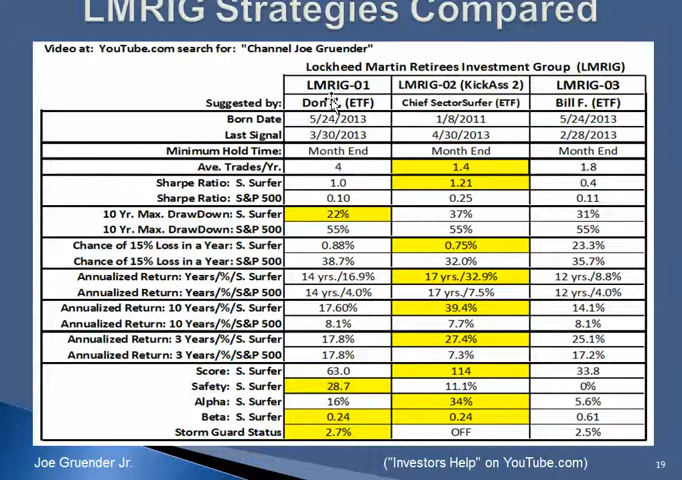 LMRIG Strategies Compared
Video at: YouTube.com search for: "Channel Joe Gruender"
Lockheed Martin Retirees Investment Group (LMRIG)
LMRIG-01 LMRIG-02 (KickAss 2) LMRIG-03
Suggested by: (ETF) Chief SectorSurfer (ETF) Bill F. (ETF)
Born Date 5/24/2013 1/8/2011 5/24/2013
Last Signal 3/30/2013 4/30/2013 2/28/2013
Minimum Hold Time: Month End Month End Month End
Ave. Trades/Yr. 4 1.4 1.8
Sharpe Ratio: S. Surfer 1.0 1.21 0.4
Sharpe Ratio: S&P 500 0.10 0.25 0.11
10 Yr. Max. DrawDown: S. Surfer 22% 37% 31%
10 Yr. Max. DrawDown: S&P 500 55% 55% 55%
Chance of 15% Loss in a Year: S. Surfer 0.88% 0.75% 23.3%
Chance of 15% Loss in a Year: S&P 500 38.7% 32.0% 35.7%
Annualized Return: Years/%/S. Surfer 14 yrs./16.9% 17 yrs./32.9% 12 yrs./8.8%
Annualized Return: Years/%/S&P 500 14 yrs./4.0% 17 yrs./7.5% 12 yrs./4.0%
Annualized Return: 10 Years/%/S. Surfer 17.60% 39.4% 14.1%
Annualized Return: 10 Years/%/S&P 500 8.1% 7.7% 8.1%
Annualized Return: 3 Years/%/S. Surfer 17.8% 27.4% 25.1%
Annualized Return: 3 Years/%/S&P 500 17.8% 7.3% 17.2%
Score: S. Surfer 63.0 114 33.8
Safety: S. Surfer 28.7 11.1% 0%
Alpha: S. Surfer 16% 34% 5.6%
Beta: S. Surfer 0.24 0.24 0.61
Storm Guard Status 2.7% OFF 2.5%
Joe Gruender Jr. ("Investors Help" on YouTube.com) 19